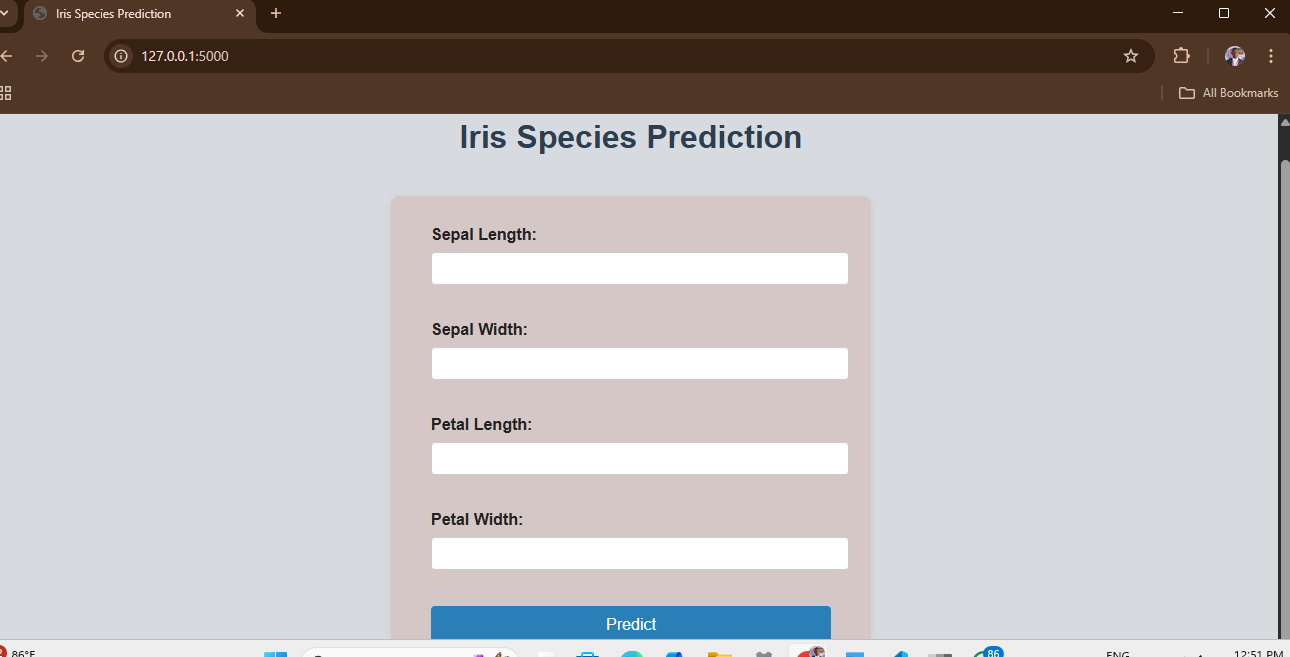 Iris Species Prediction
127.0.0.1:5000
All Bookmarks
Iris Species Prediction
Sepal Length:
Sepal Width:
Petal Length:
Petal Width:
Predict
86°F
86
ENG
12:51 PM